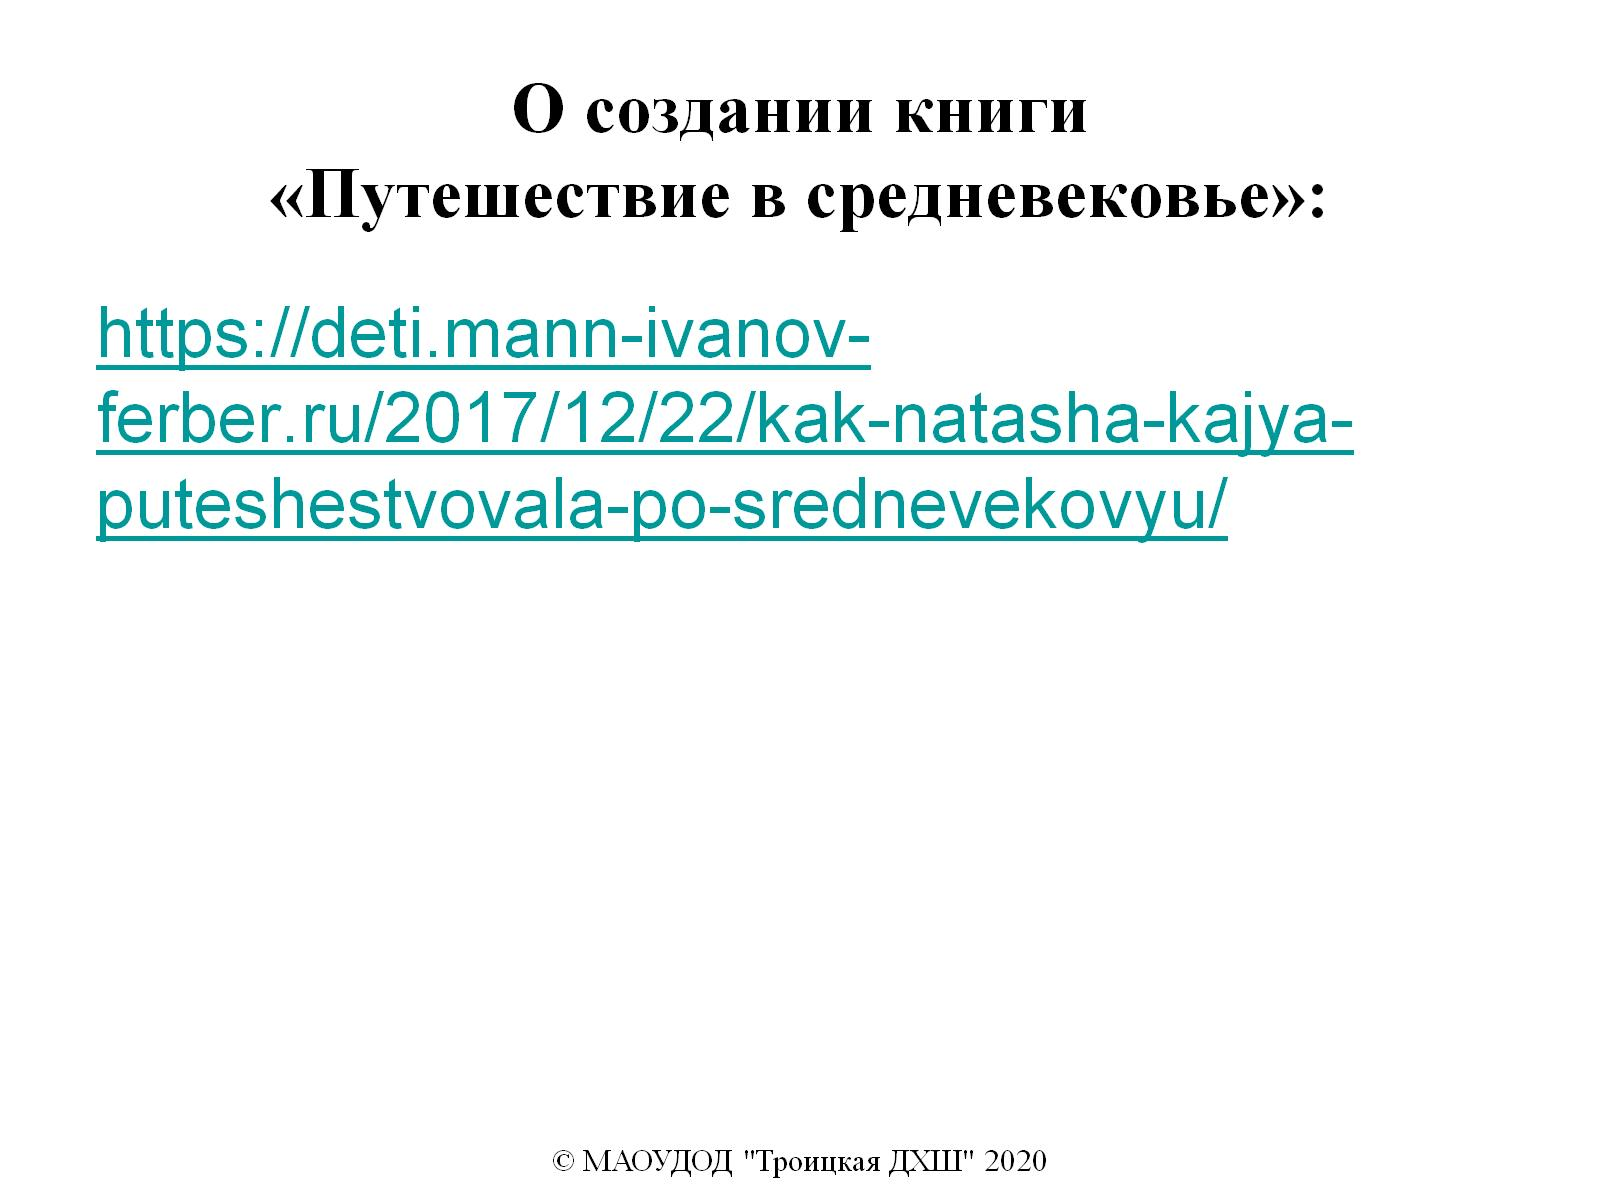 О создании книги
«Путешествие в средневековье»:
https://deti.mann-ivanov-
ferber.ru/2017/12/22/kak-natasha-kajya-
puteshestvovala-po-srednevekovyu/
© МАОУДОД "Троицкая ДХШ" 2020